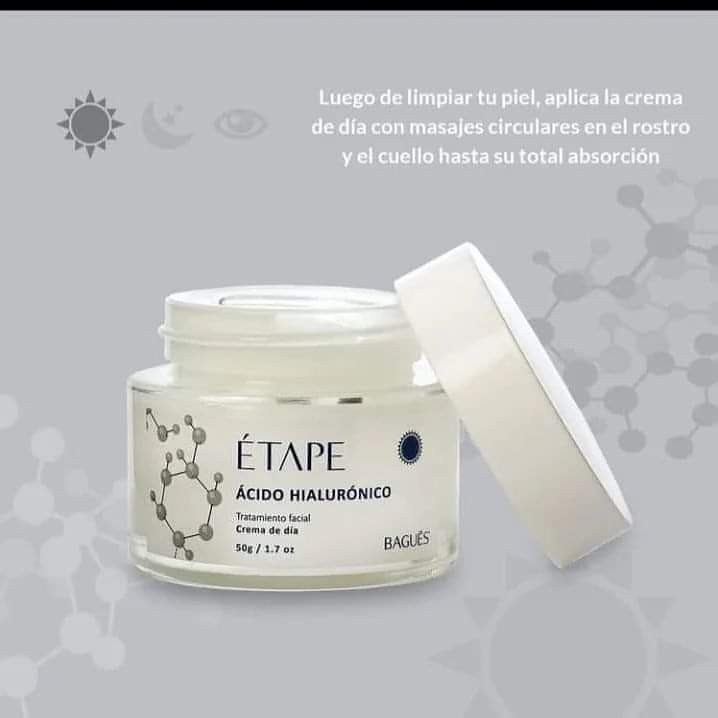 Luego de limpiar tu piel, aplica la crema
de día con masajes circulares en el rostro
y el cuello hasta su total absorción
ÉTAPE
ÁCIDO HIALURÓNICO
Tratamiento facial
Crema de día
50g / 1.7 oz
BAGUÉS